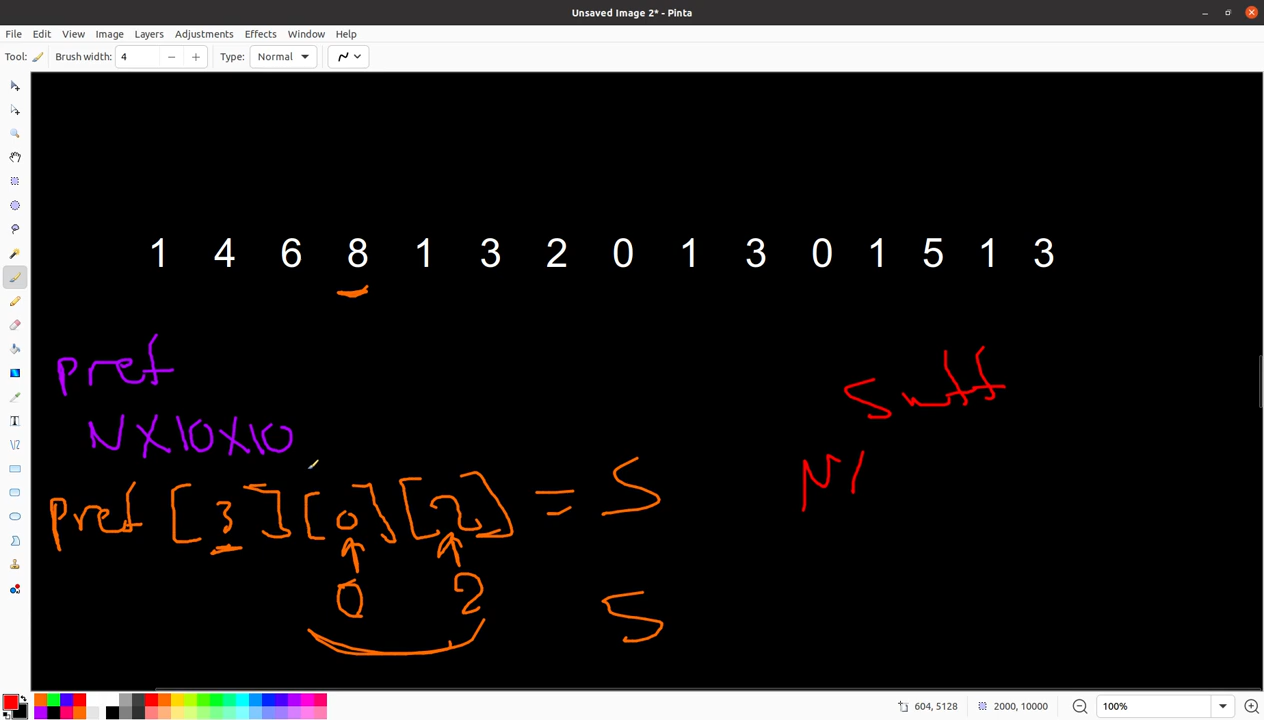 Unsaved Image 2* - Pinta
File Edit View Image Layers Adjustments Effects Window Help
Tool: Brush width: 4 Type: Normal
1 4 6 8 1 3 2 0 1 3 0 1 5 1 3
pref
Suff
N X 10 X 10
N
pref [3] [0] [2] = 5
0 2 5
604, 5128 2000, 10000 100%